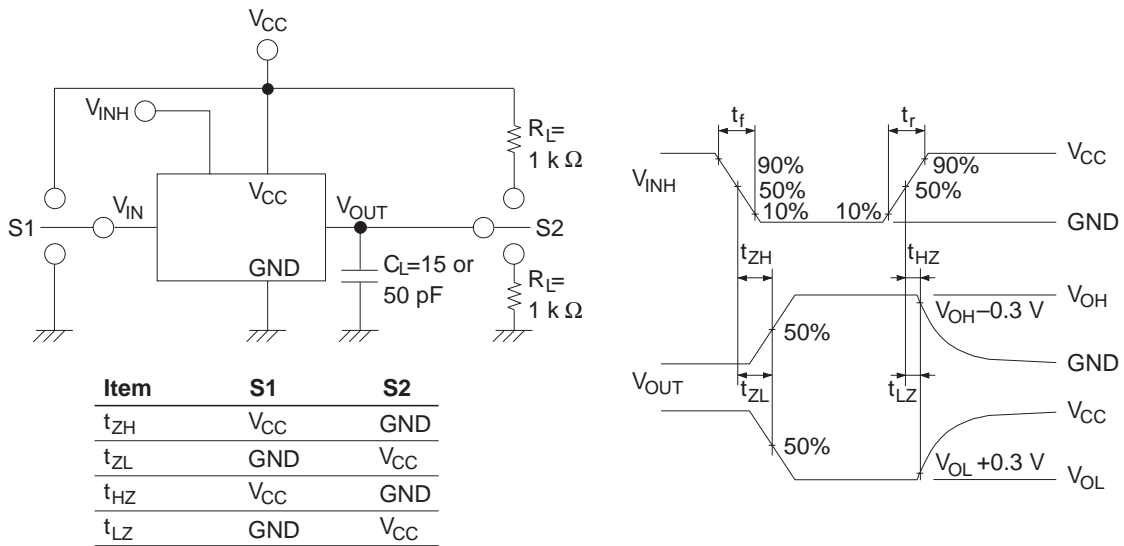 VCC
VINH
RL=
1 k Ω
VCC
S1
VIN
VOUT
S2
GND
CL=15 or
50 pF
RL=
1 k Ω
Item S1 S2
tZH VCC GND
tZL GND VCC
tHZ VCC GND
tLZ GND VCC
tf
tr
VINH
90%
50%
10%
10%
90%
50%
VCC
GND
tZH
tHZ
50%
VOH–0.3 V
VOH
GND
VOUT
tZL
tLZ
50%
VCC
VOL +0.3 V
VOL